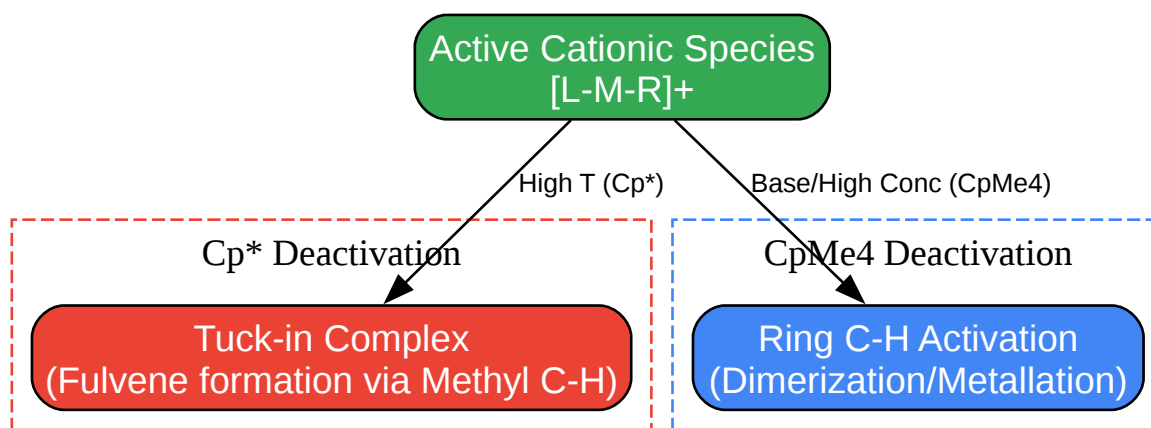 Active Cationic Species
[L-M-R]+
High T (Cp*)
Base/High Conc (CpMe4)
Cp* Deactivation
CpMe4 Deactivation
Tuck-in Complex
(Fulvene formation via Methyl C-H)
Ring C-H Activation
(Dimerization/Metallation)